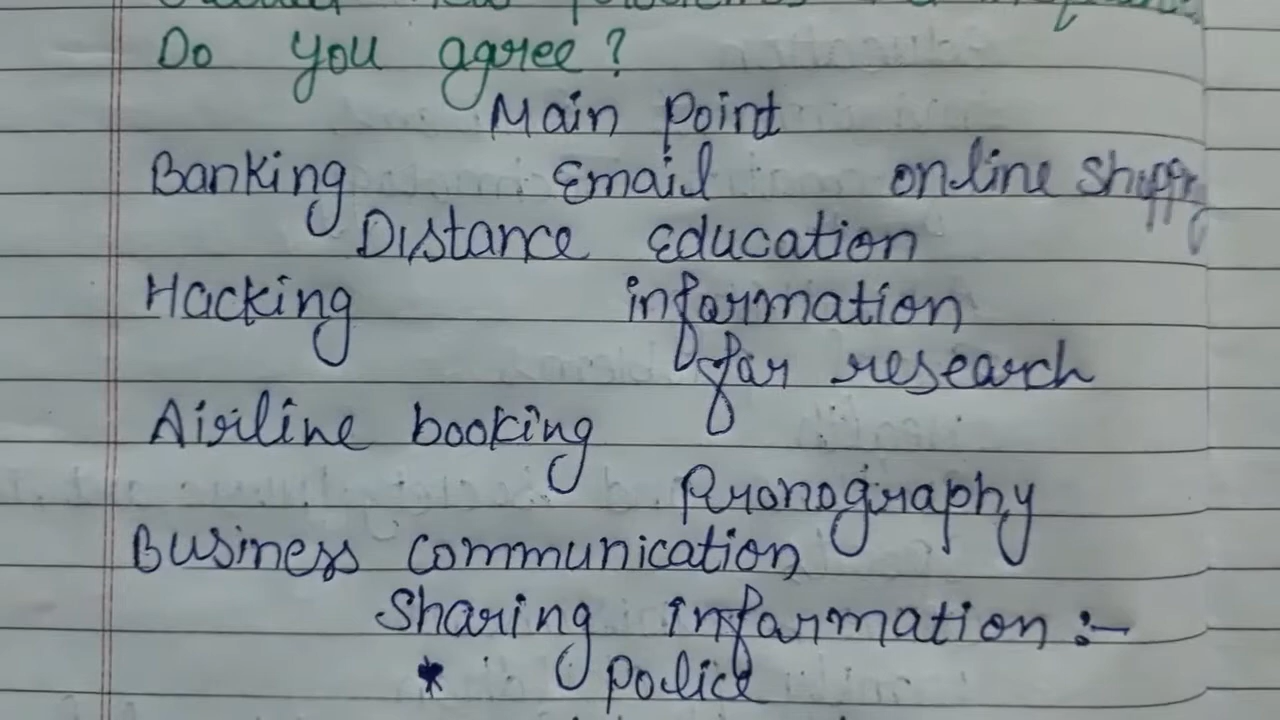 Do you agree?
Main Point
Banking Email online
Distance Education
Hacking information
for research
Airline booking
Pronography
Business communication
Sharing information :-
* police